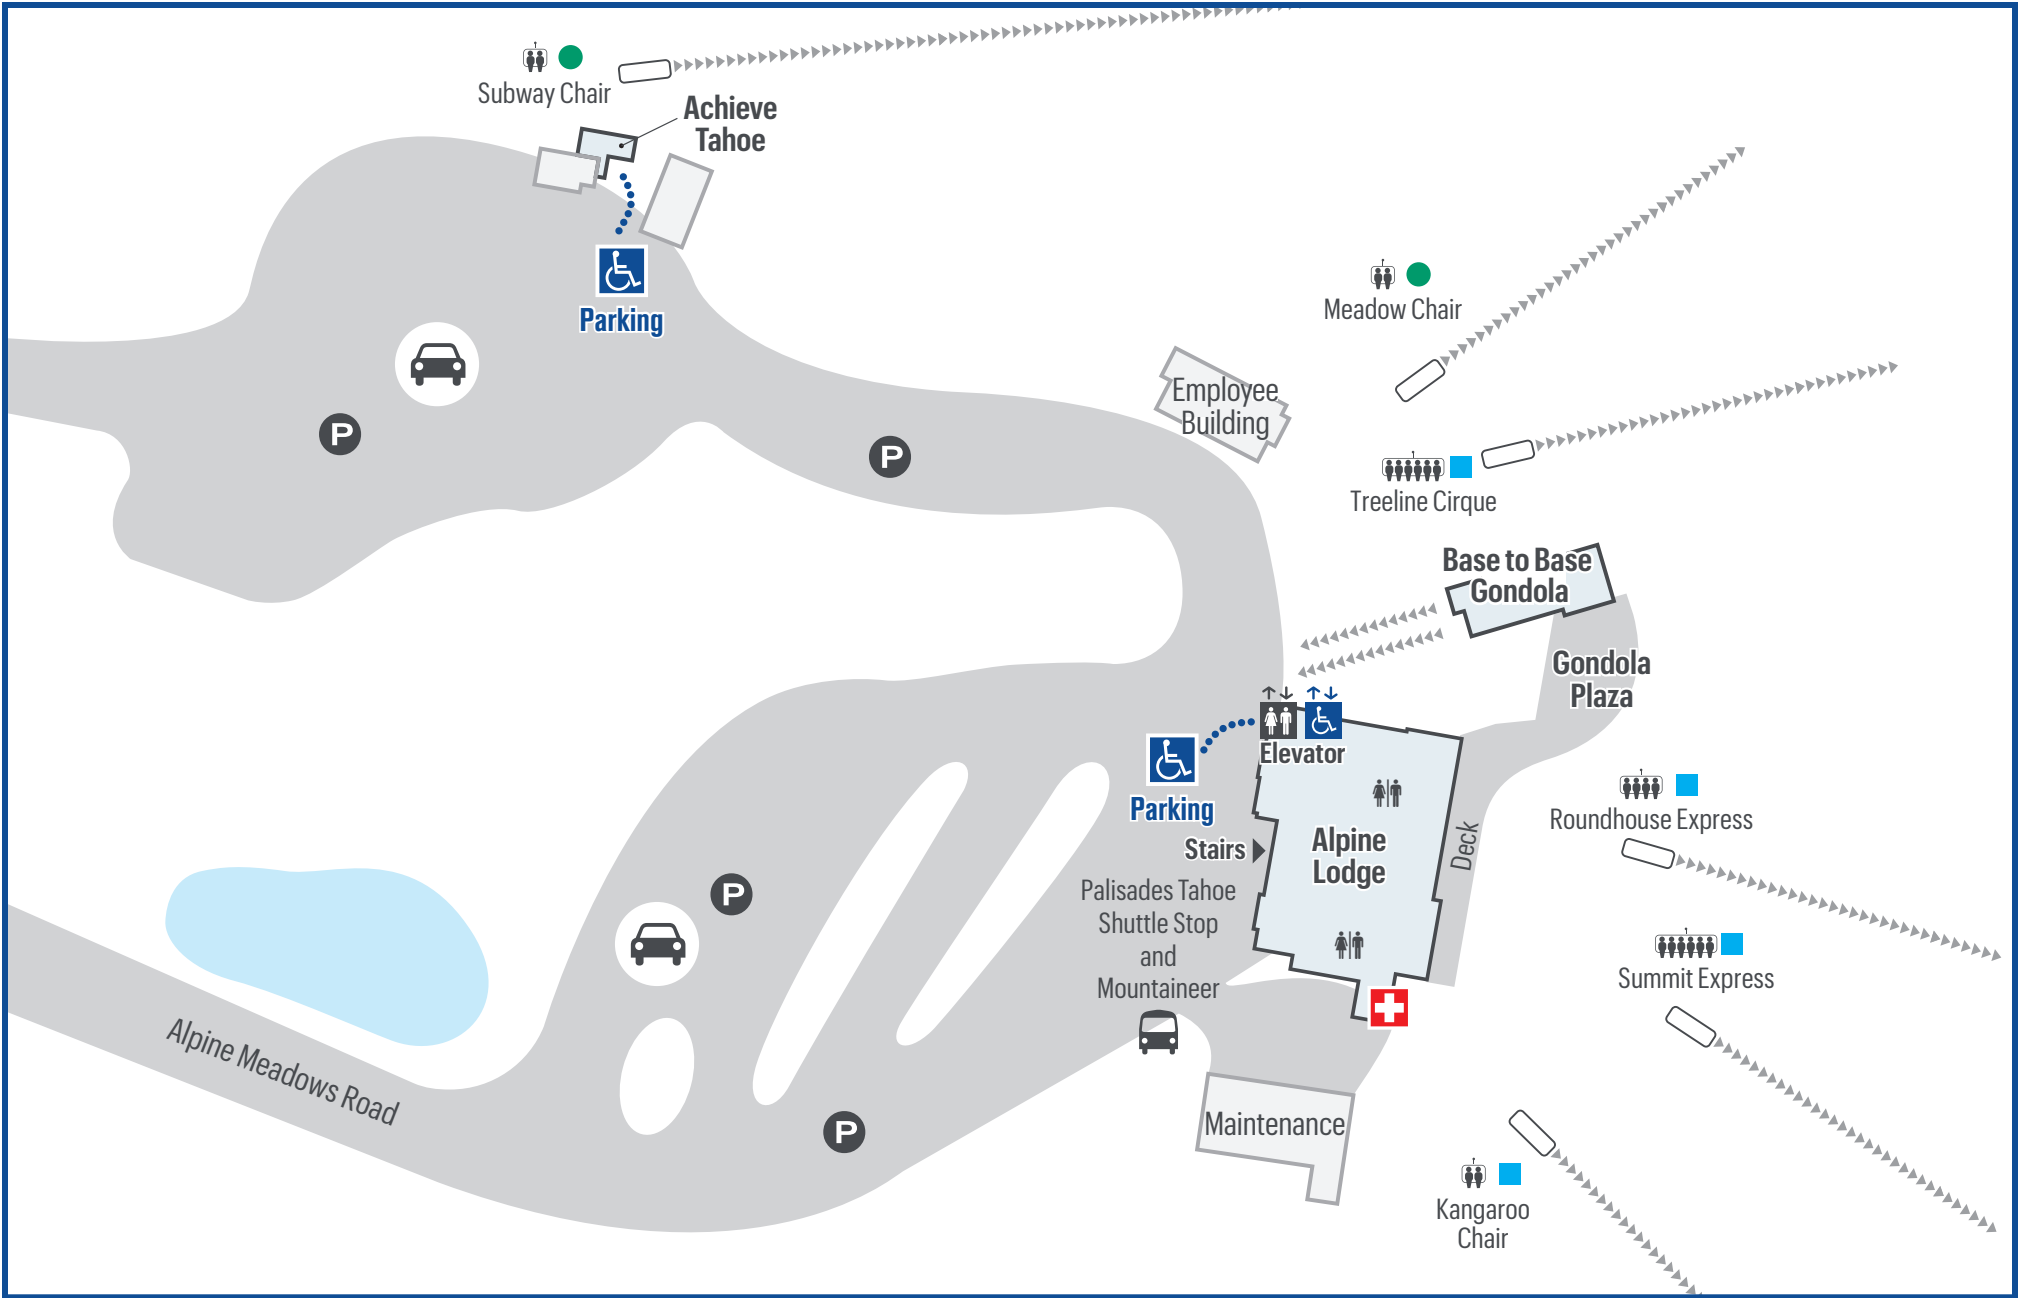 Subway Chair
Achieve
Tahoe
Parking
P
P
Meadow Chair
Employee
Building
Treeline Cirque
Base to Base
Gondola
Gondola
Plaza
Elevator
Parking
Stairs
Alpine
Lodge
Deck
Roundhouse Express
Palisades Tahoe
Shuttle Stop
and
Mountaineer
P
Summit Express
Alpine Meadows Road
P
Maintenance
Kangaroo
Chair